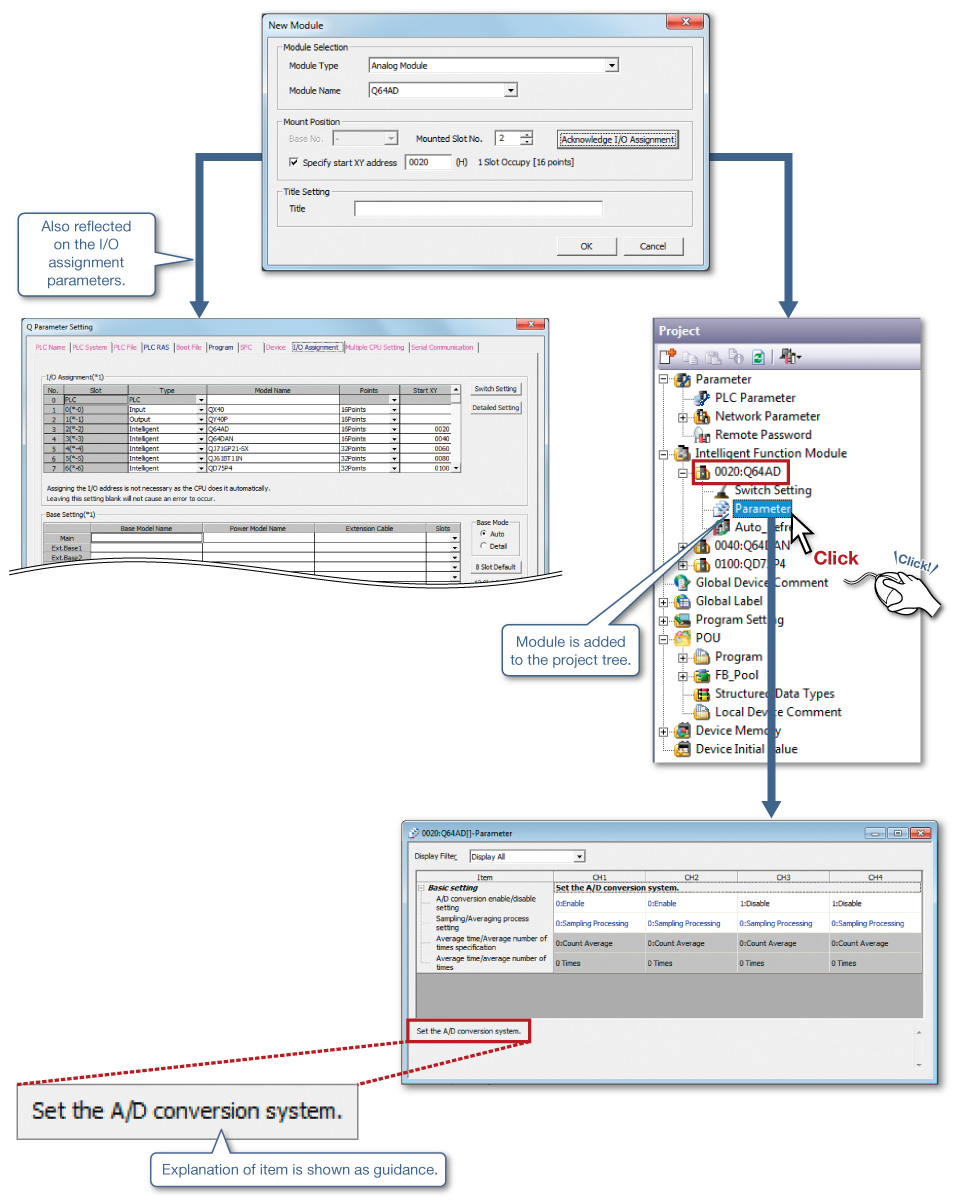 New Module
Module Selection
Module Type Analog Module
Module Name Q64AD
Mount Position
Base No. - Mounted Slot No. 2 Acknowledge I/O Assignment
Specify start XY address 0020 (H) 1 Slot Occupy [16 points]
Title Setting
Title
OK Cancel
Also reflected
on the I/O
assignment
parameters.
Q Parameter Setting
PLC Name PLC System PLC File PLC RAS Boot File Program SFC Device I/O Assignment Multiple CPU Setting Serial Communication
I/O Assignment(*1)
No. Slot Type Model Name Points Start XY
0 PLC PLC
1 0(*-0) Input QX40 16Points
2 1(*-1) Output QY40P 16Points
3 2(*-2) Intelligent Q64AD 16Points 0020
4 3(*-3) Intelligent Q64DAN 16Points 0040
5 4(*-4) Intelligent QJ71GP21-SX 32Points 0060
6 5(*-5) Intelligent QJ61BT11N 32Points 0080
7 6(*-6) Intelligent QD75P4 32Points 0100
Switch Setting
Detailed Setting
Assigning the I/O address is not necessary as the CPU does it automatically.
Leaving this setting blank will not cause an error to occur.
Base Setting(*1)
Base Model Name Power Model Name Extension Cable Slots
Main
Ext.Base1
Ext.Base2
Base Mode
Auto
Detail
8 Slot Default
Project
Parameter
PLC Parameter
Network Parameter
Remote Password
Intelligent Function Module
0020:Q64AD
Switch Setting
Parameter
Auto_Refre
0040:Q64DAN
0100:QD75P4
Global Device Comment
Global Label
Program Setting
POU
Program
FB_Pool
Structured Data Types
Local Device Comment
Device Memory
Device Initial Value
Click
Click!
Module is added
to the project tree.
0020:Q64AD[]-Parameter
Display Filter Display All
Item CH1 CH2 CH3 CH4
Basic setting Set the A/D conversion system.
A/D conversion enable/disable
setting 0:Enable 0:Enable 1:Disable 1:Disable
Sampling/Averaging process
setting 0:Sampling Processing 0:Sampling Processing 0:Sampling Processing 0:Sampling Processing
Average time/Average number of
times specification 0:Count Average 0:Count Average 0:Count Average 0:Count Average
Average time/average number of
times 0 Times 0 Times 0 Times 0 Times
Set the A/D conversion system.
Set the A/D conversion system.
Explanation of item is shown as guidance.